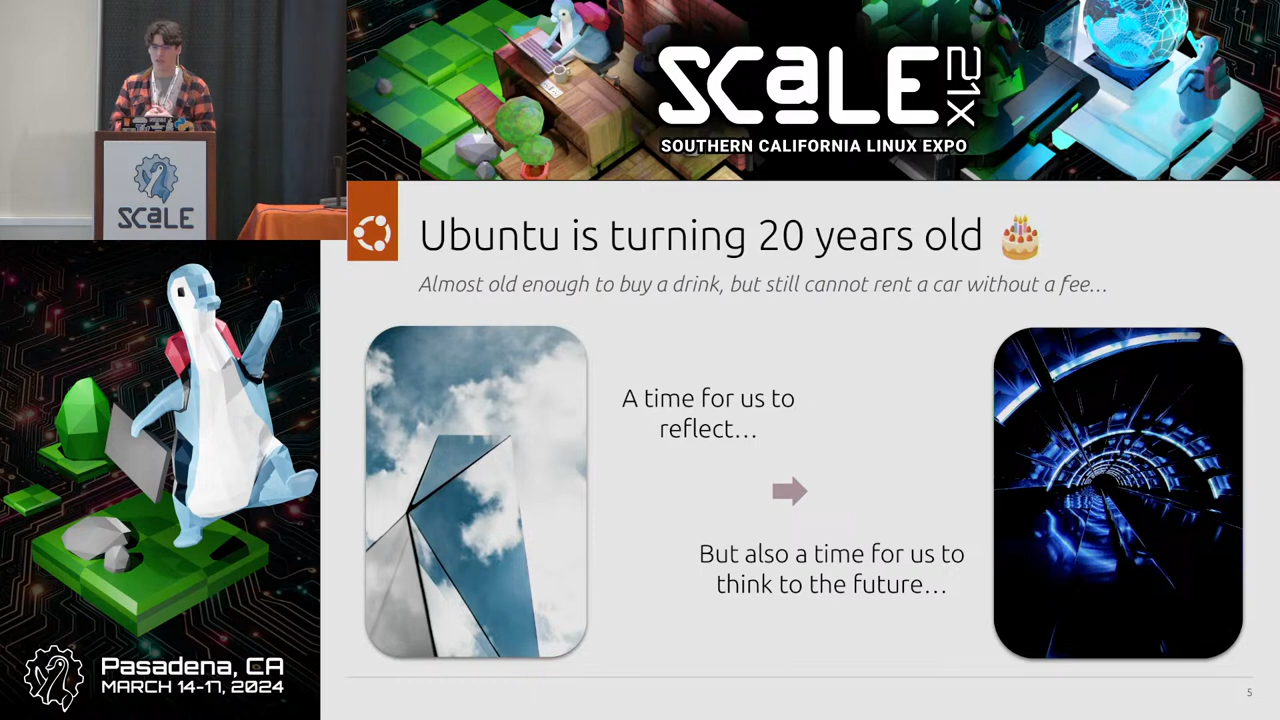 SCALE
SCALE 21X
SOUTHERN CALIFORNIA LINUX EXPO
Ubuntu is turning 20 years old
Almost old enough to buy a drink, but still cannot rent a car without a fee...
A time for us to
reflect...
But also a time for us to
think to the future...
Pasadena, CA
MARCH 14-17, 2024
5